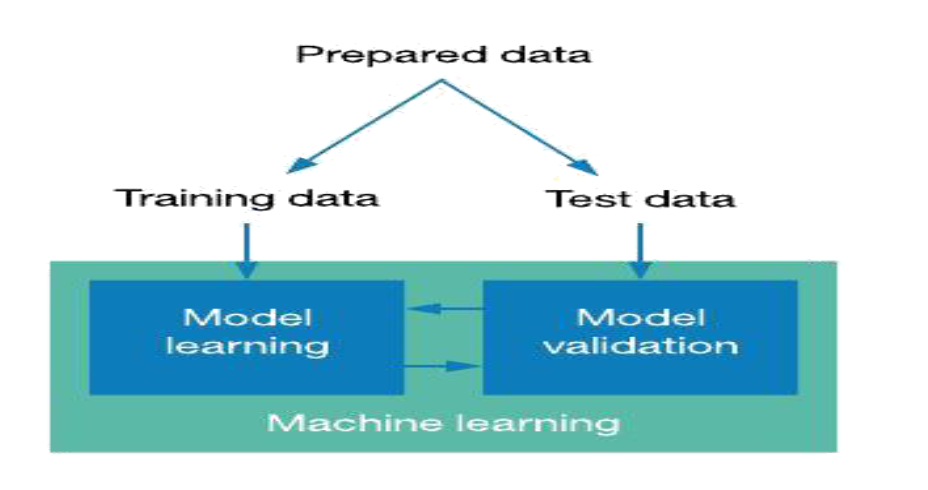 Prepared data
Training data
Test data
Model
learning
Model
validation
Machine learning